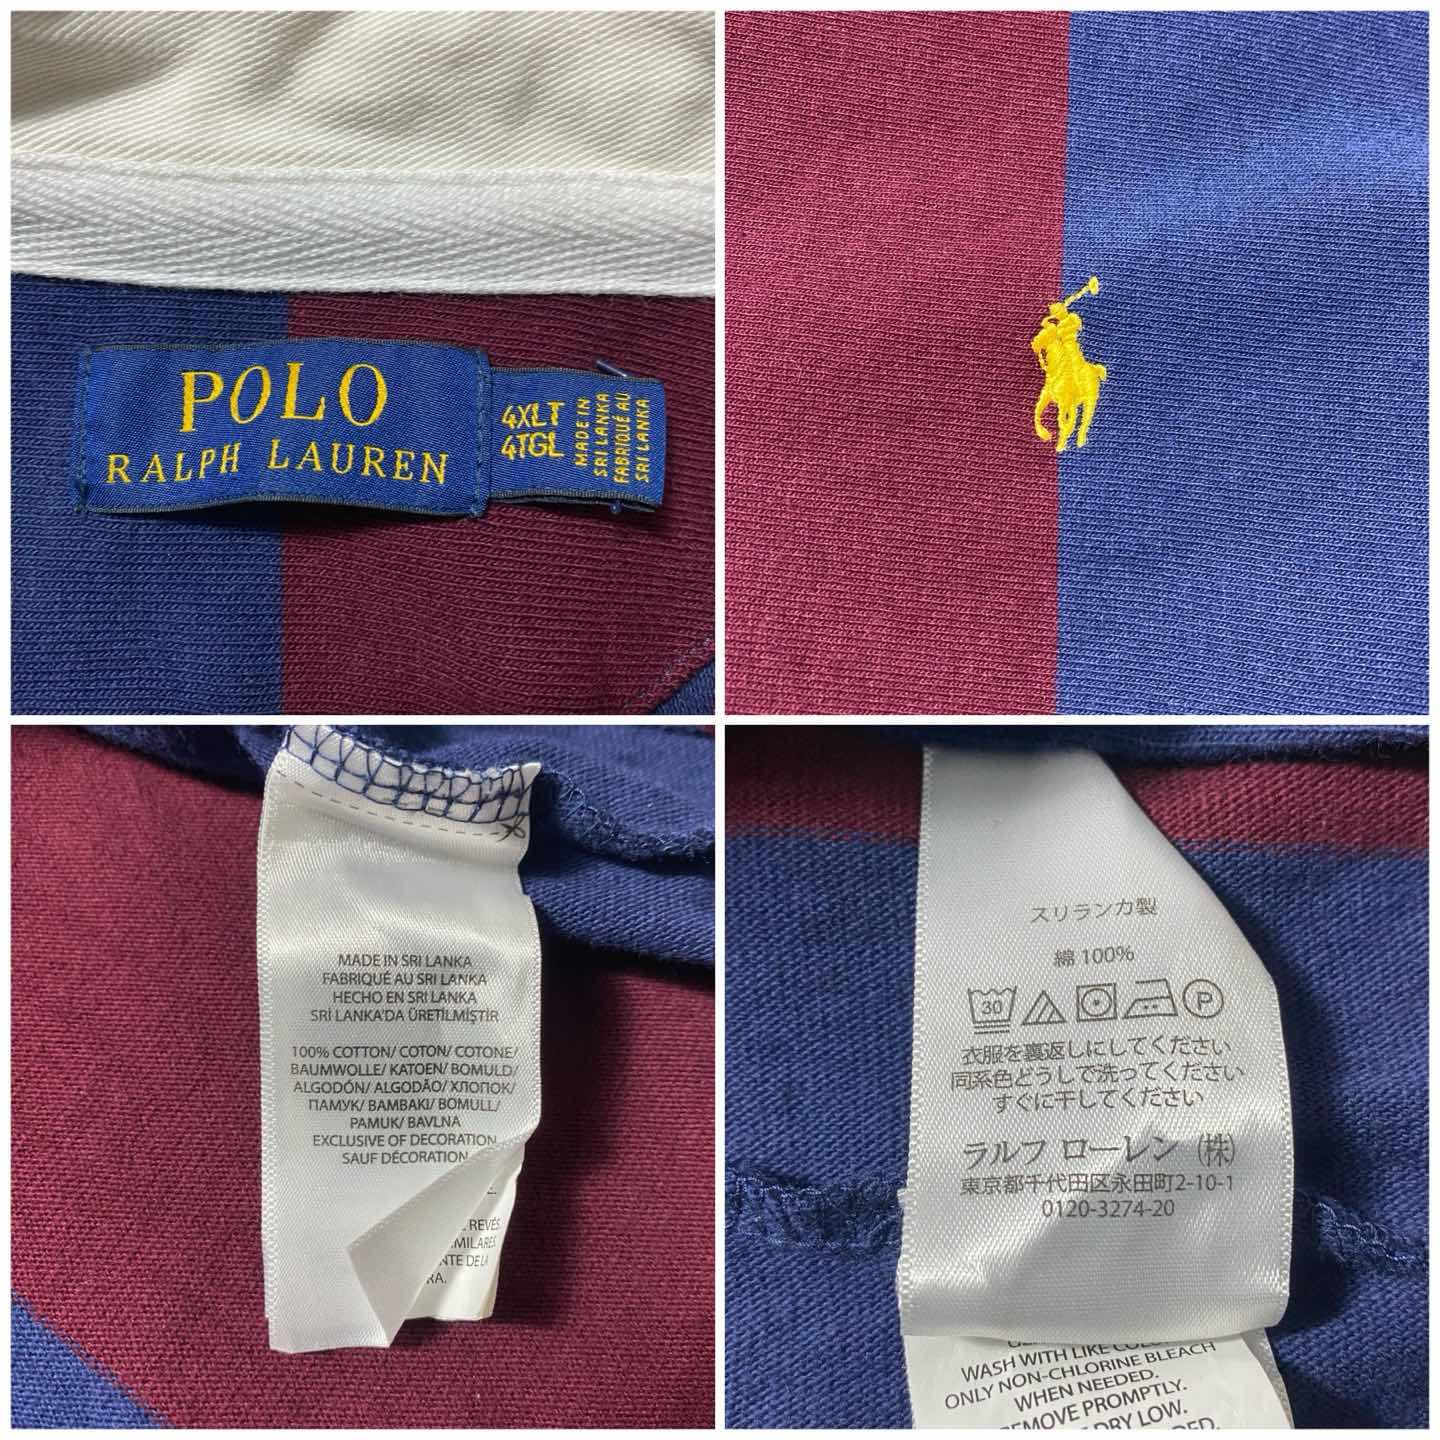 POLO
RALPH LAUREN
4XLT
4TGL
MADE IN
SRI LANKA
FABRIQUÉ AU
SRI LANKA
MADE IN SRI LANKA
FABRIQUÉ AU SRI LANKA
HECHO EN SRI LANKA
SRİ LANKA'DA ÜRETİLMİŞTİR
100% COTTON/ COTON/ COTONE/
BAUMWOLLE/ KATOEN/ BOMULD/
ALGODÓN/ ALGODÃO/ ХЛОПОК/
ПАМУК/ BAMBAKI/ BOMULL/
PAMUK/ BAVLNA
EXCLUSIVE OF DECORATION
SAUF DÉCORATION
スリランカ製
綿 100%
30
P
衣服を裏返しにしてください
同系色どうしで洗ってください
すぐに干してください
ラルフ ローレン (株)
東京都千代田区永田町2-10-1
0120-3274-20
WASH WITH LIKE
ONLY NON-CHLORINE BLEACH
WHEN NEEDED.
REMOVE PROMPTLY.
DRY LOW.